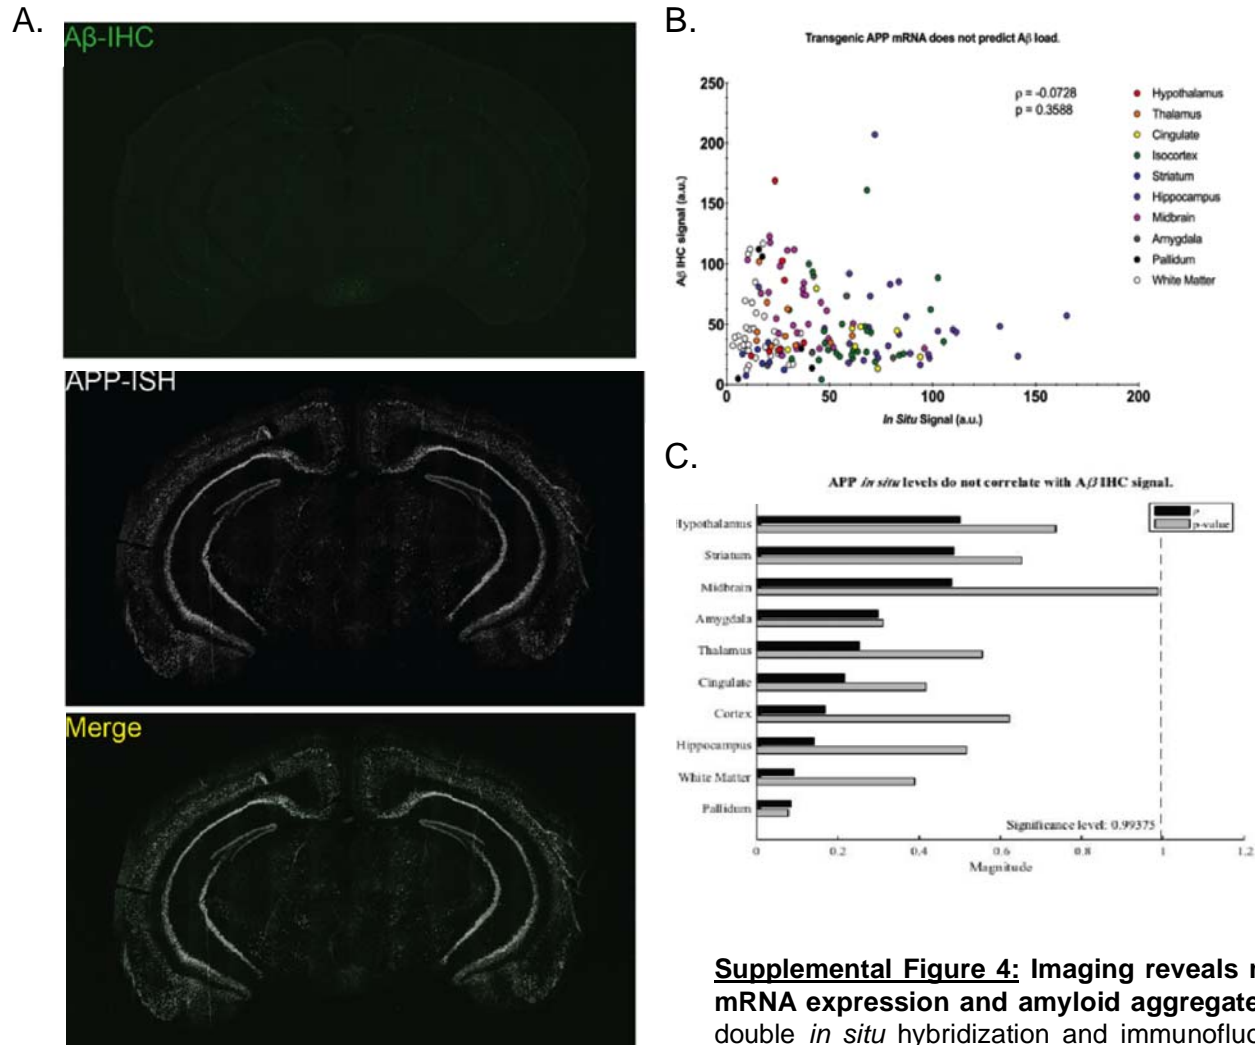 A.
Aβ-IHC
APP-ISH
Merge
B.
Transgenic APP mRNA does not predict Aβ load.
ρ = -0.0728
p = 0.3588
Hypothalamus
Thalamus
Cingulate
Isocortex
Striatum
Hippocampus
Midbrain
Amygdala
Pallidum
White Matter
Aβ IHC signal (a.u.)
250
200
150
100
50
0
0 50 100 150 200
In Situ Signal (a.u.)
C.
APP in situ levels do not correlate with Aβ IHC signal.
ρ
p-value
Hypothalamus
Striatum
Midbrain
Amygdala
Thalamus
Cingulate
Cortex
Hippocampus
White Matter
Pallidum
Significance level: 0.99375
0 0.2 0.4 0.6 0.8 1 1.2
Magnitude
Supplemental Figure 4: Imaging reveals
mRNA expression and amyloid aggregate
double in situ hybridization and immunofluo